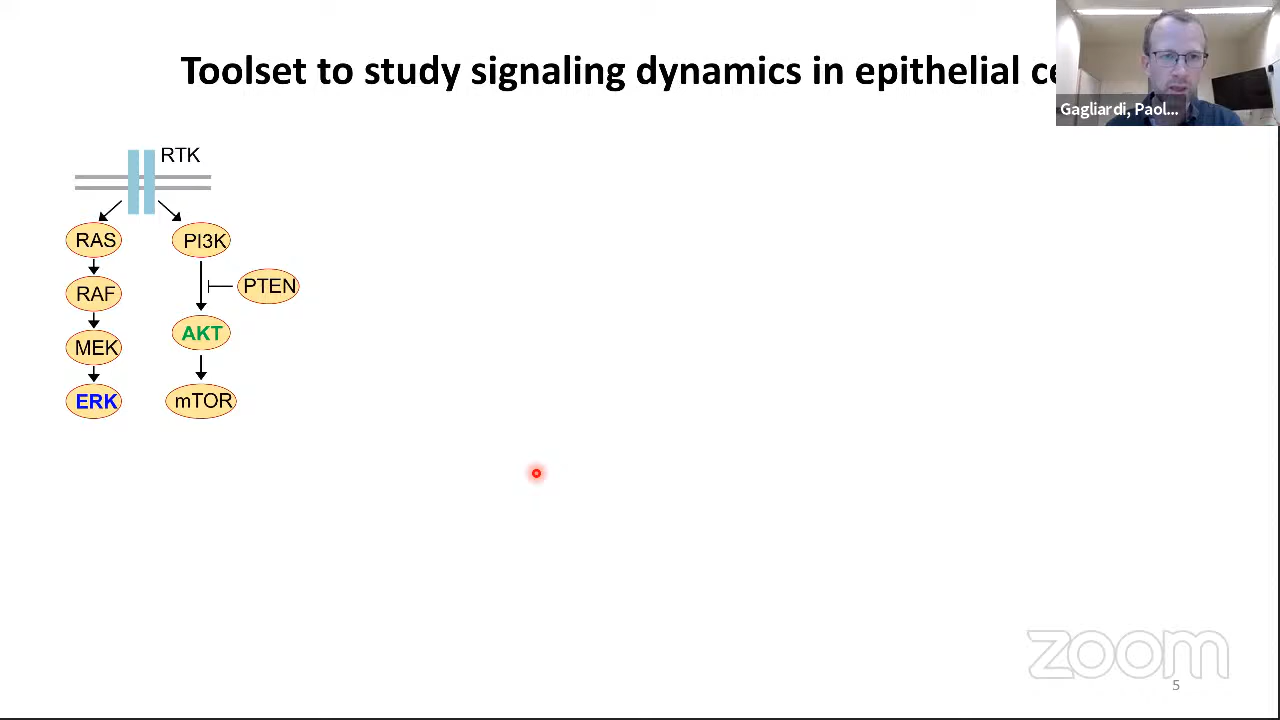 Toolset to study signaling dynamics in epithelial ce
Gagliardi, Paol...
RTK
RAS
PI3K
PTEN
RAF
AKT
MEK
ERK
mTOR
zoom
5